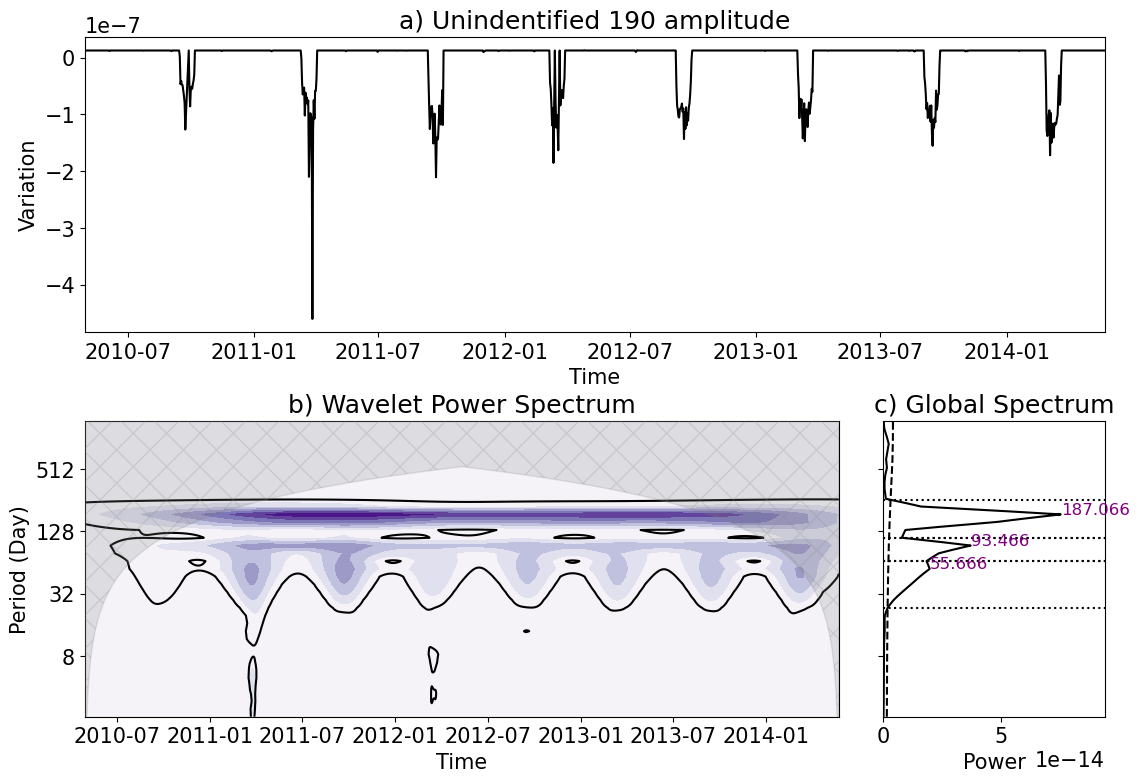 a) Unindentified 190 amplitude
1e−7
0
−1
−2
−3
−4
Variation
2010-07 2011-01 2011-07 2012-01 2012-07 2013-01 2013-07 2014-01
Time
b) Wavelet Power Spectrum
512
128
32
8
Period (Day)
2010-07 2011-01 2011-07 2012-01 2012-07 2013-01 2013-07 2014-01
Time
c) Global Spectrum
187.066
93.466
55.666
0 5
Power 1e−14